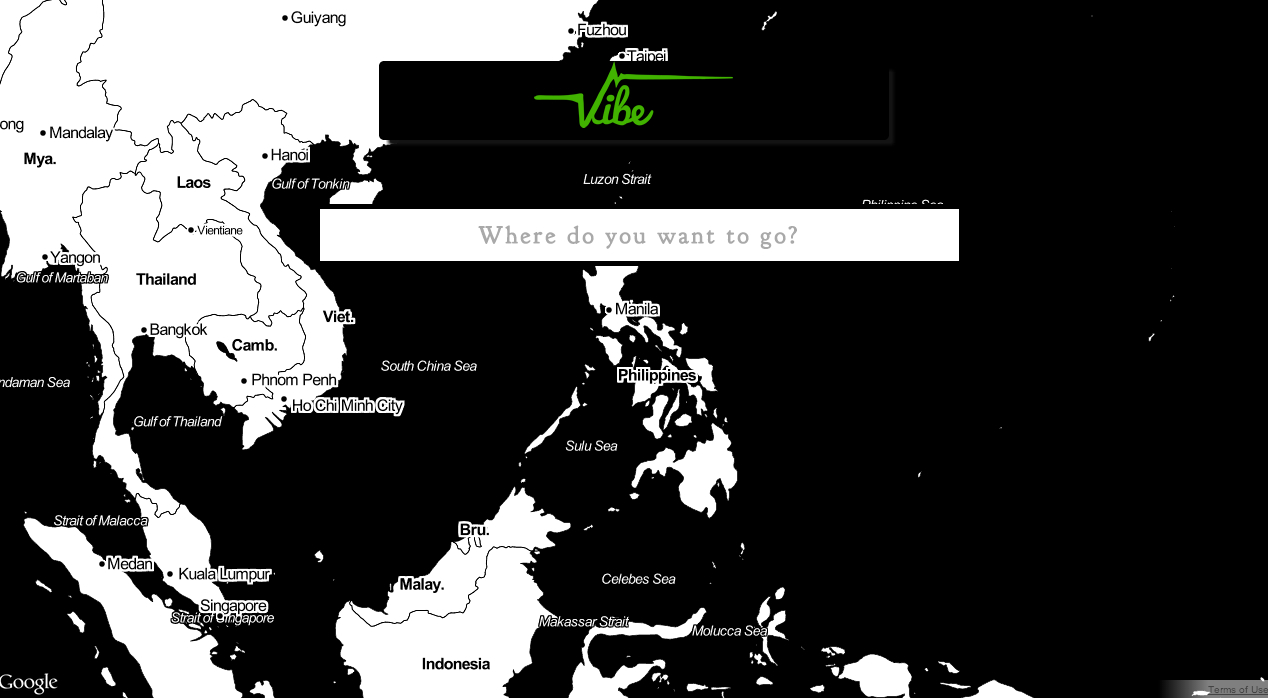 Guiyang
Fuzhou
Taipei
Vibe
ong
Mandalay
Hanoi
Mya.
Luzon Strait
Laos
Gulf of Tonkin
Philippine Sea
Vientiane
Where do you want to go?
Yangon
Gulf of Martaban
Thailand
Manila
Viet.
Bangkok
Camb.
South China Sea
Philippines
Phnom Penh
ndaman Sea
Ho Chi Minh City
Gulf of Thailand
Sulu Sea
Strait of Malacca
Bru.
Medan
Kuala Lumpur
Malay.
Celebes Sea
Singapore
Strait of Singapore
Makassar Strait
Molucca Sea
Indonesia
Google
Terms of Use